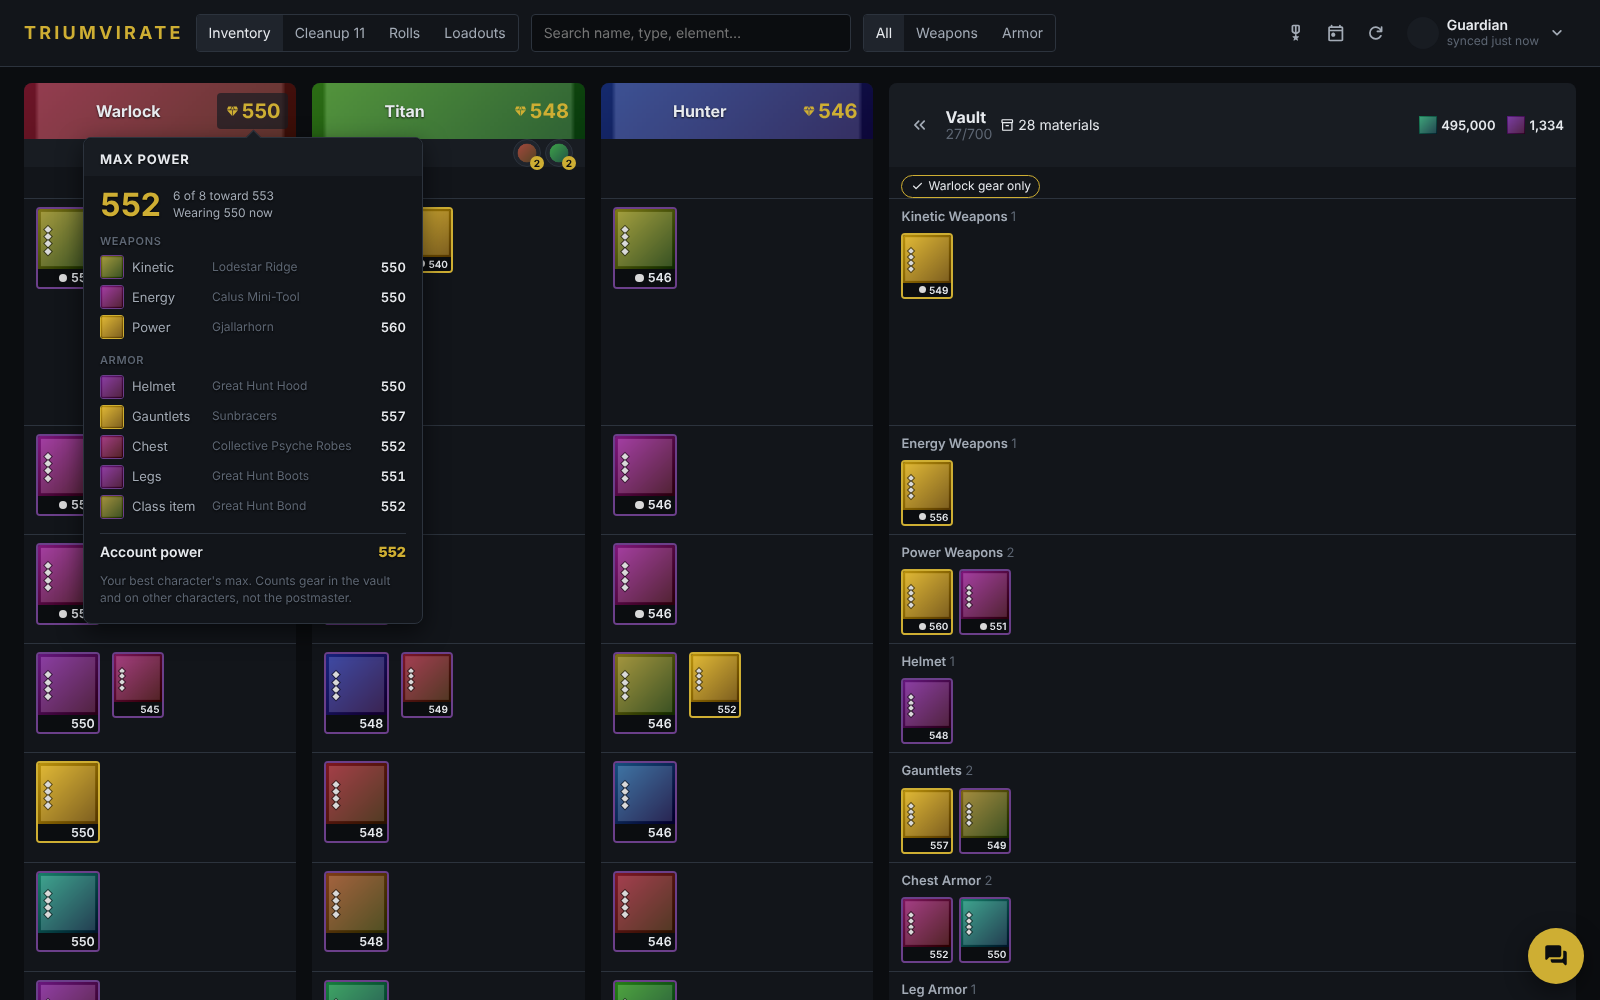 TRIUMVIRATE
Inventory
Cleanup 11
Rolls
Loadouts
Search name, type, element...
All
Weapons
Armor
Guardian
synced just now
Warlock
550
Titan
548
Hunter
546
Vault
27/700
28 materials
495,000
1,334
2
2
Warlock gear only
MAX POWER
552
6 of 8 toward 553
Wearing 550 now
WEAPONS
Kinetic Lodestar Ridge 550
Energy Calus Mini-Tool 550
Power Gjallarhorn 560
ARMOR
Helmet Great Hunt Hood 550
Gauntlets Sunbracers 557
Chest Collective Psyche Robes 552
Legs Great Hunt Boots 551
Class item Great Hunt Bond 552
Account power 552
Your best character's max. Counts gear in the vault
and on other characters, not the postmaster.
540
546
Kinetic Weapons 1
549
546
Energy Weapons 1
556
546
Power Weapons 2
560
551
550
545
548
549
546
552
Helmet 1
548
550
548
546
Gauntlets 2
557
549
550
548
546
Chest Armor 2
552
550
Leg Armor 1